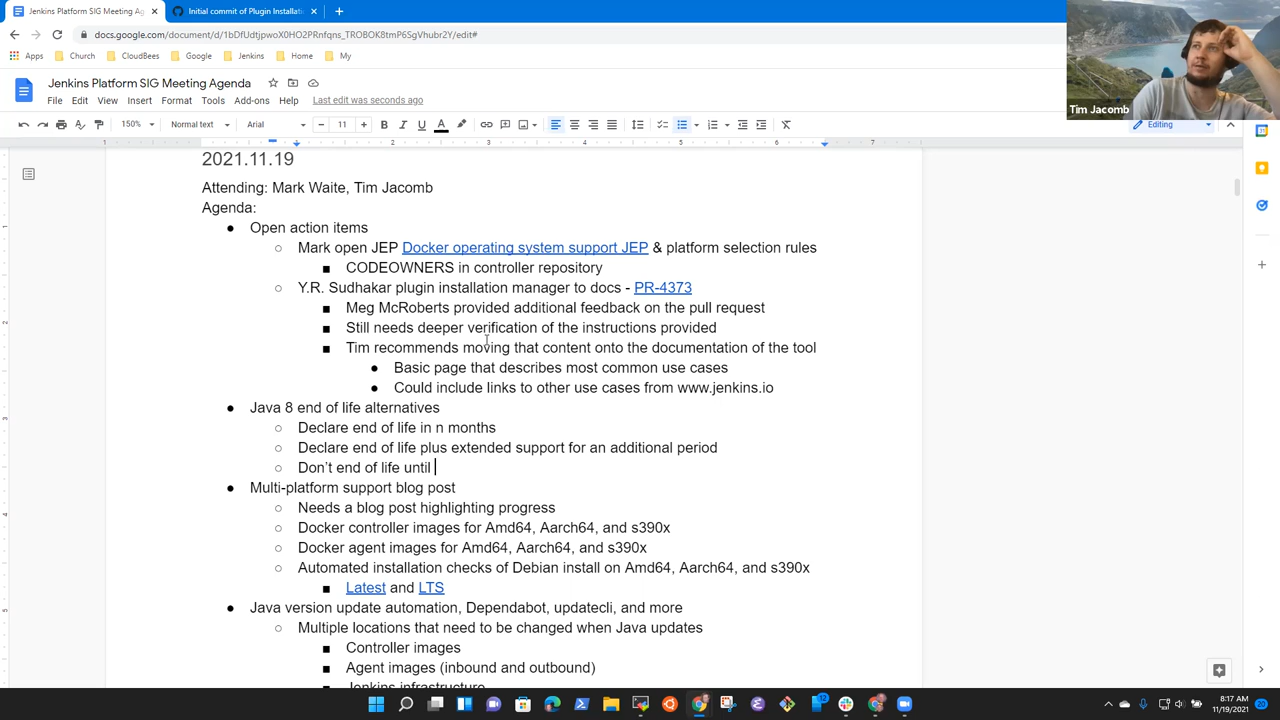 Jenkins Platform SIG Meeting Ag
Initial commit of Plugin Installati
docs.google.com/document/d/1bDfUdtjpwoX0HO2PRnfqns_TROBOK8tmP6SgVhubr2Y/edit#
Apps Church CloudBees Google Jenkins Home My
Jenkins Platform SIG Meeting Agenda
File Edit View Insert Format Tools Add-ons Help Last edit was seconds ago
150% Normal text Arial 11 Editing
Tim Jacomb
1 1 2 3 4 5 6 7
2021.11.19
Attending: Mark Waite, Tim Jacomb
Agenda:
Open action items
Mark open JEP Docker operating system support JEP & platform selection rules
CODEOWNERS in controller repository
Y.R. Sudhakar plugin installation manager to docs - PR-4373
Meg McRoberts provided additional feedback on the pull request
Still needs deeper verification of the instructions provided
Tim recommends moving that content onto the documentation of the tool
Basic page that describes most common use cases
Could include links to other use cases from www.jenkins.io
Java 8 end of life alternatives
Declare end of life in n months
Declare end of life plus extended support for an additional period
Don't end of life until
Multi-platform support blog post
Needs a blog post highlighting progress
Docker controller images for Amd64, Aarch64, and s390x
Docker agent images for Amd64, Aarch64, and s390x
Automated installation checks of Debian install on Amd64, Aarch64, and s390x
Latest and LTS
Java version update automation, Dependabot, updatecli, and more
Multiple locations that need to be changed when Java updates
Controller images
Agent images (inbound and outbound)
Jenkins infrastructure
8:17 AM
11/19/2021